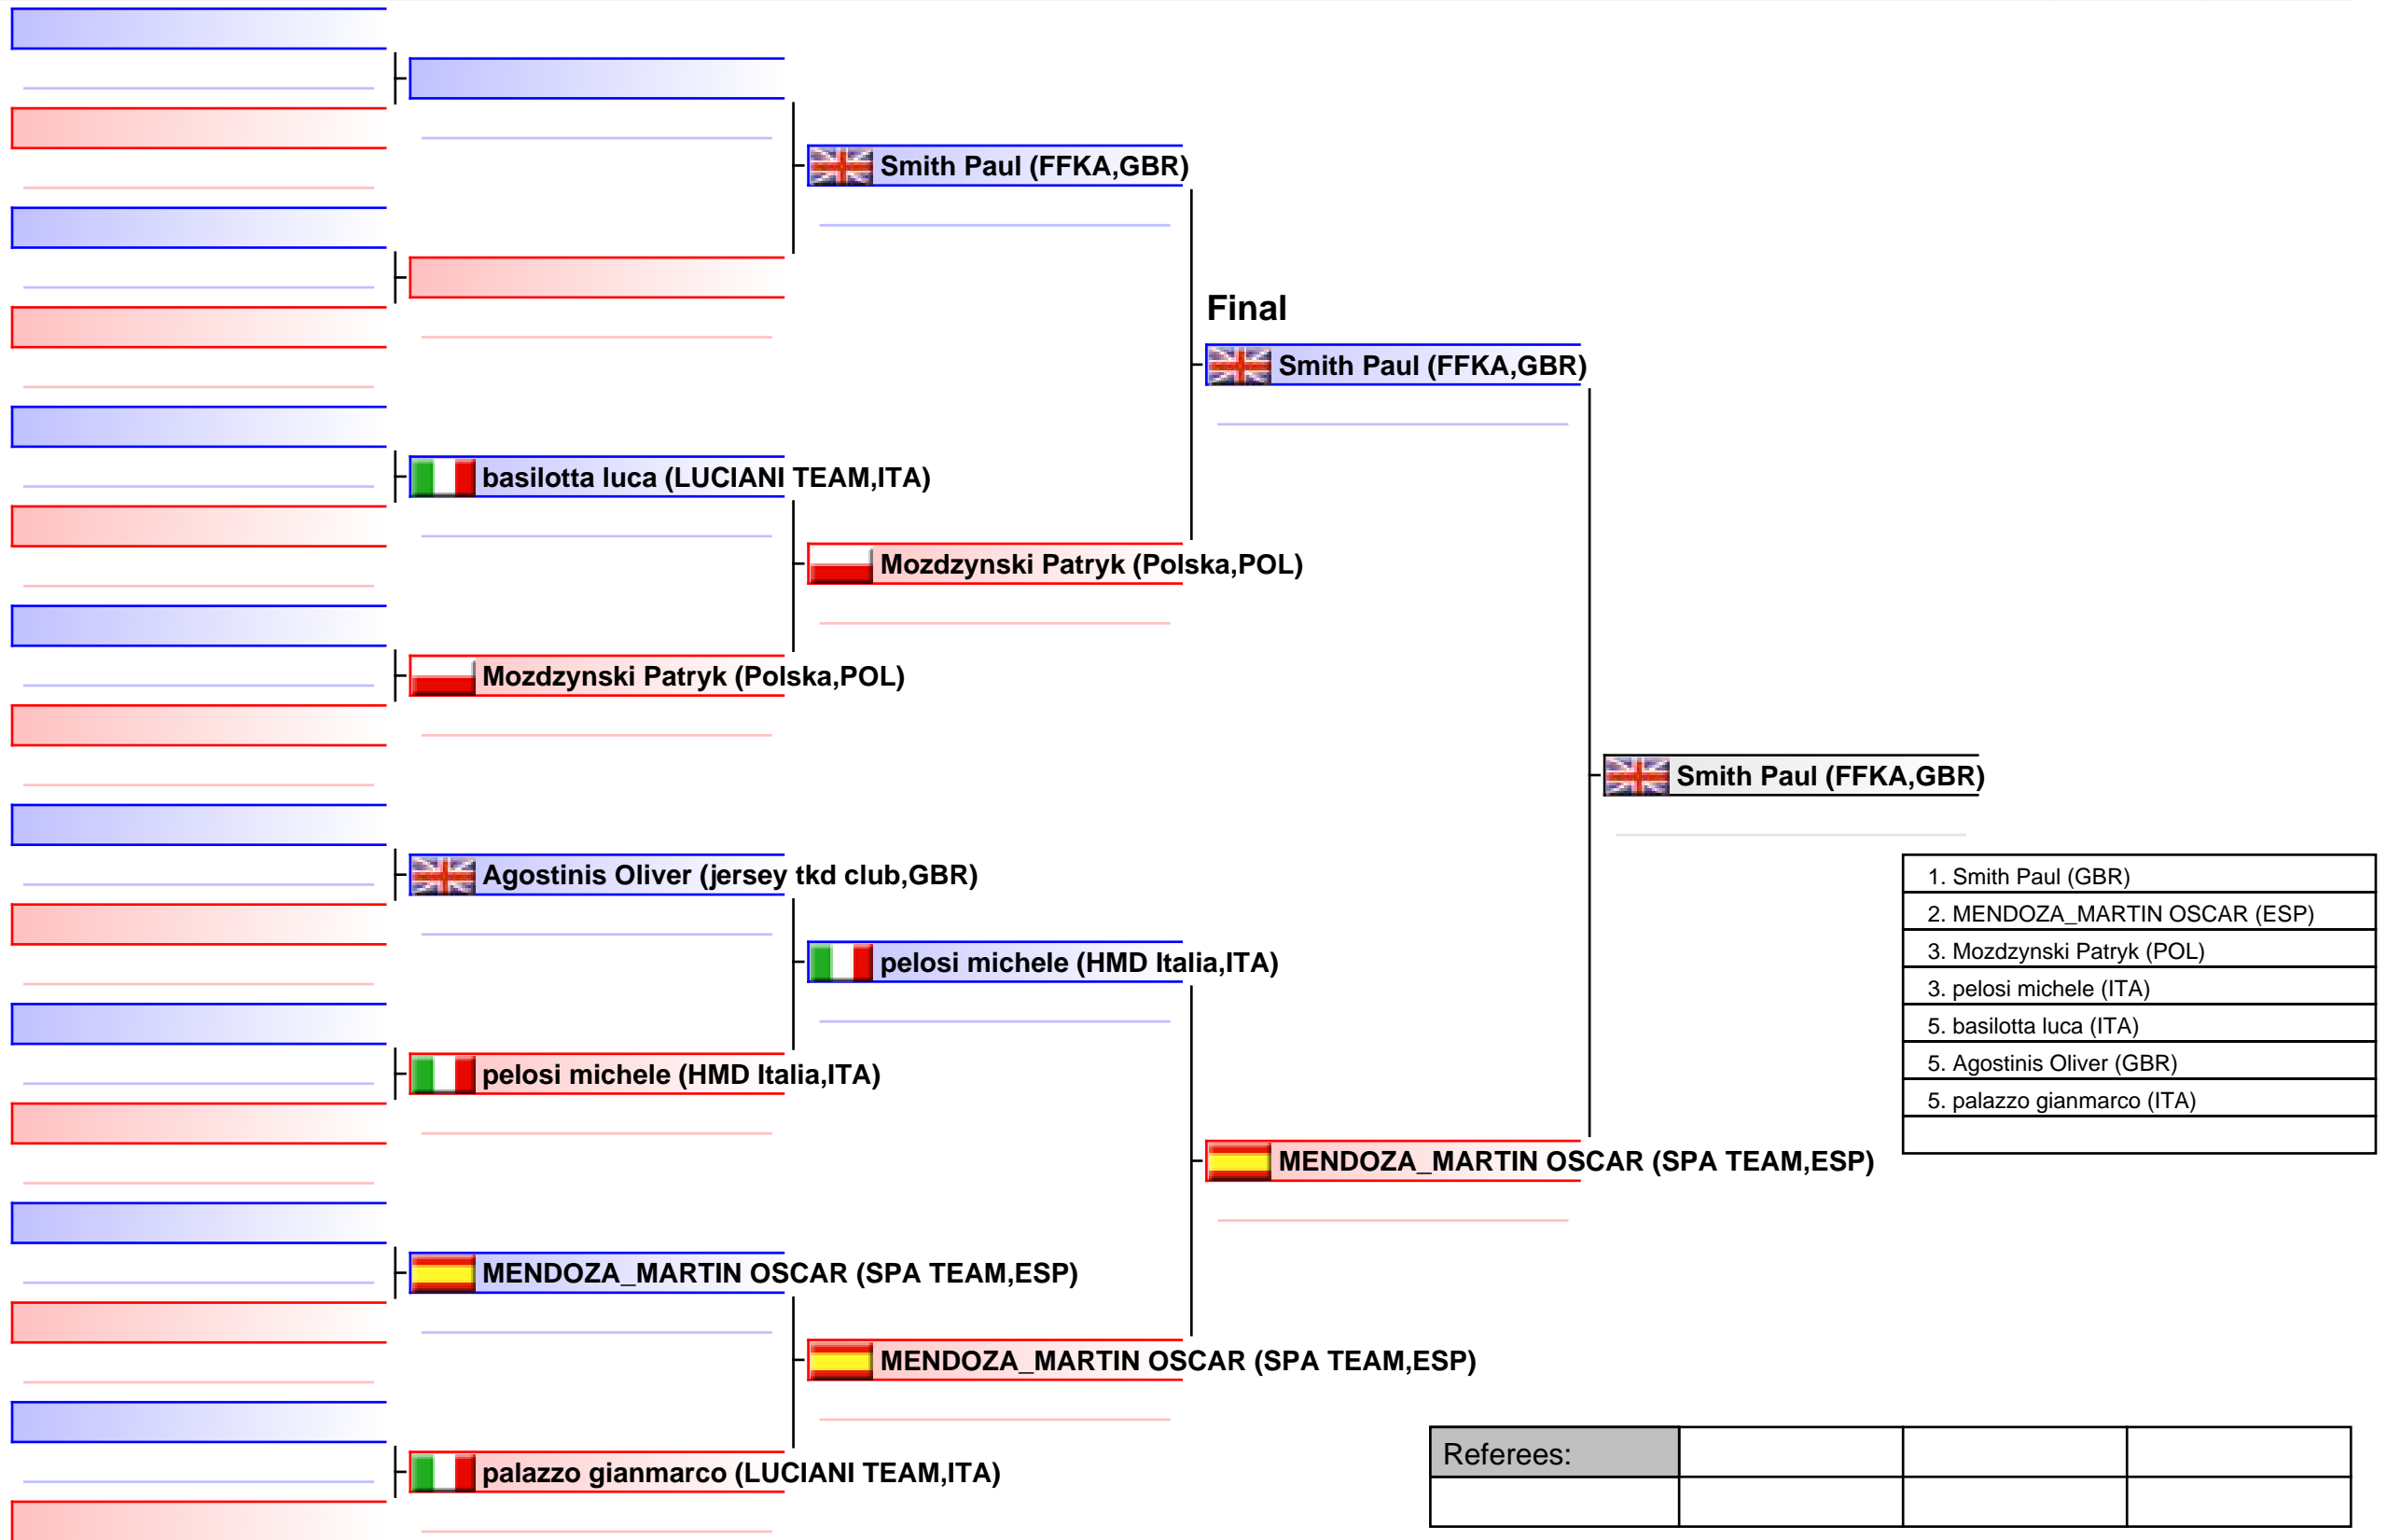 Smith Paul (FFKA,GBR)
Final
Smith Paul (FFKA,GBR)
basilotta luca (LUCIANI TEAM,ITA)
Mozdzynski Patryk (Polska,POL)
Mozdzynski Patryk (Polska,POL)
Smith Paul (FFKA,GBR)
Agostinis Oliver (jersey tkd club,GBR)
pelosi michele (HMD Italia,ITA)
pelosi michele (HMD Italia,ITA)
MENDOZA_MARTIN OSCAR (SPA TEAM,ESP)
MENDOZA_MARTIN OSCAR (SPA TEAM,ESP)
MENDOZA_MARTIN OSCAR (SPA TEAM,ESP)
palazzo gianmarco (LUCIANI TEAM,ITA)
1. Smith Paul (GBR)
2. MENDOZA_MARTIN OSCAR (ESP)
3. Mozdzynski Patryk (POL)
3. pelosi michele (ITA)
5. basilotta luca (ITA)
5. Agostinis Oliver (GBR)
5. palazzo gianmarco (ITA)
Referees: